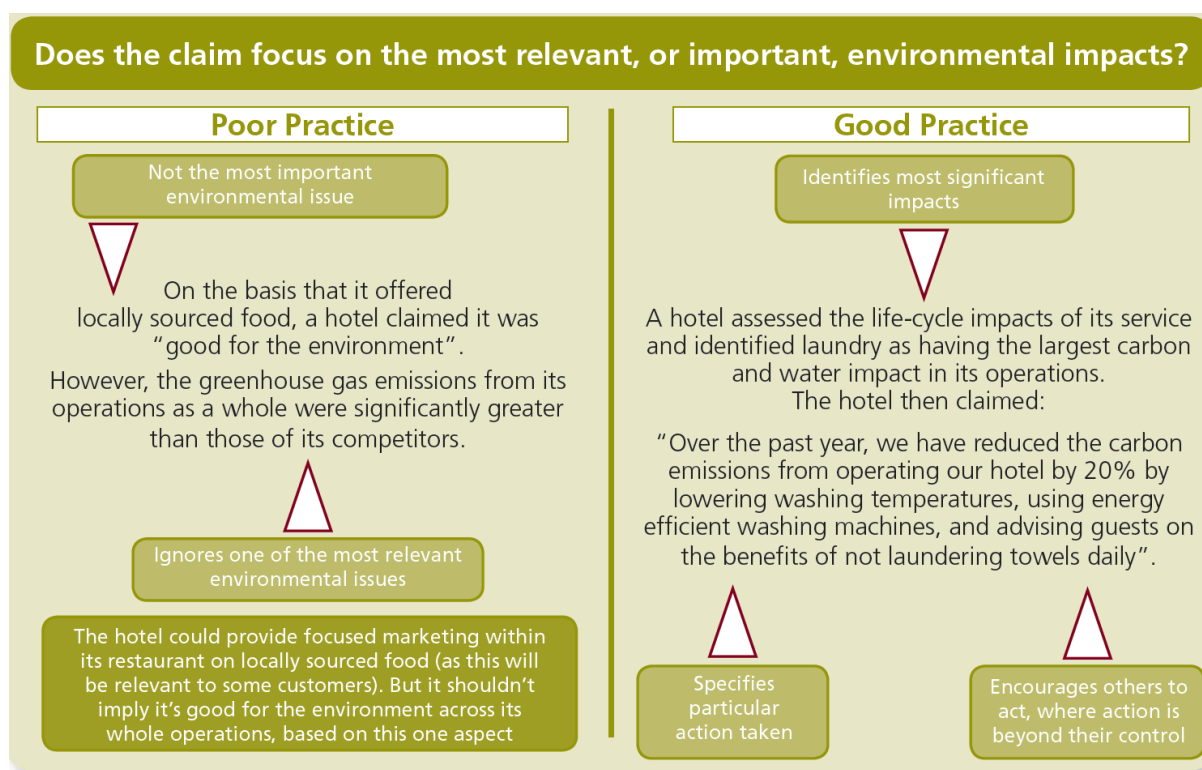 Does the claim focus on the most relevant, or important, environmental impacts?
Poor Practice
Not the most important
environmental issue
On the basis that it offered
locally sourced food, a hotel claimed it was
“good for the environment”.
However, the greenhouse gas emissions from its
operations as a whole were significantly greater
than those of its competitors.
Ignores one of the most relevant
environmental issues
The hotel could provide focused marketing within
its restaurant on locally sourced food (as this will
be relevant to some customers). But it shouldn’t
imply it’s good for the environment across its
whole operations, based on this one aspect
Good Practice
Identifies most significant
impacts
A hotel assessed the life-cycle impacts of its service
and identified laundry as having the largest carbon
and water impact in its operations.
The hotel then claimed:
“Over the past year, we have reduced the carbon
emissions from operating our hotel by 20% by
lowering washing temperatures, using energy
efficient washing machines, and advising guests on
the benefits of not laundering towels daily”.
Specifies
particular
action taken
Encourages others to
act, where action is
beyond their control